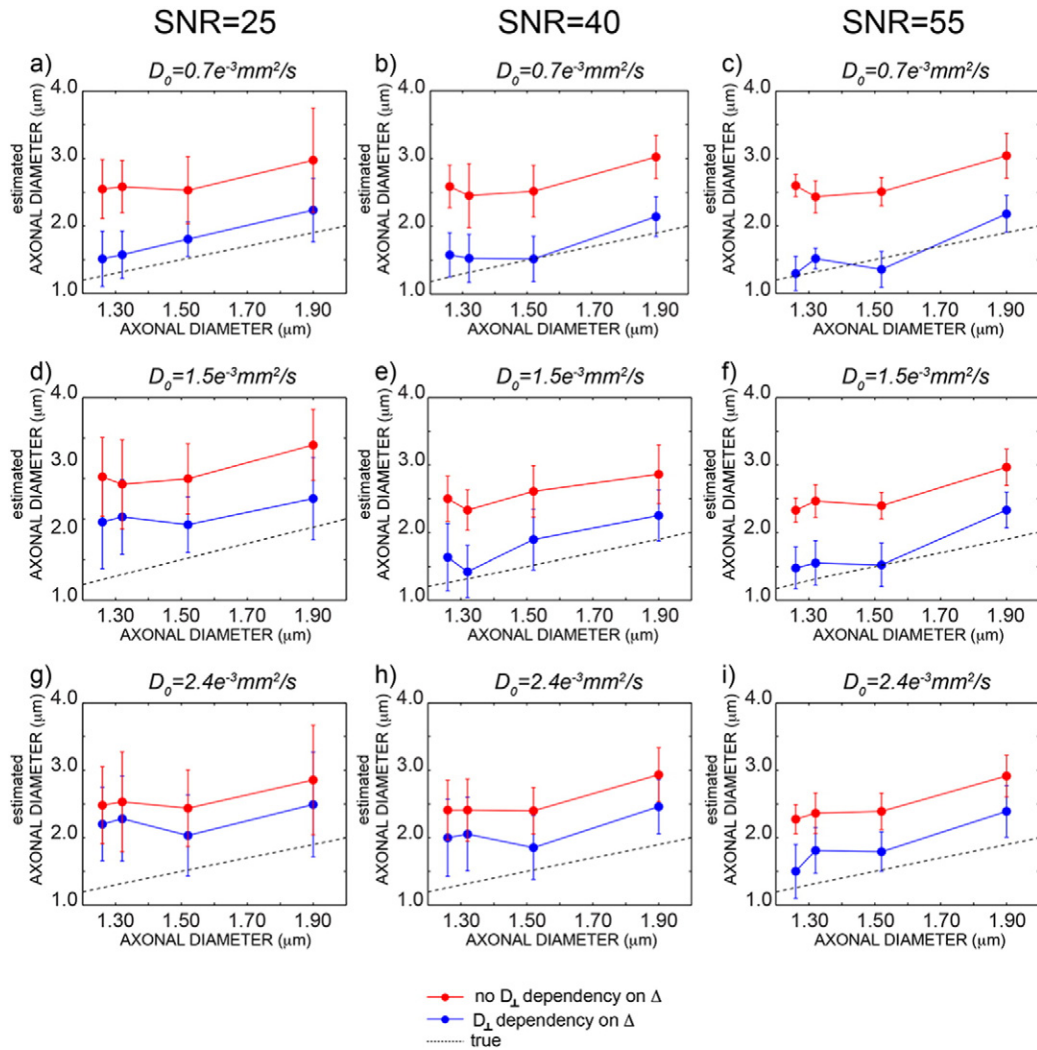 SNR=25 SNR=40 SNR=55
a) D₀=0.7e⁻³mm²/s
b) D₀=0.7e⁻³mm²/s
c) D₀=0.7e⁻³mm²/s
estimated
AXONAL DIAMETER (μm)
4.0
3.0
2.0
1.0
1.30 1.50 1.70 1.90
AXONAL DIAMETER (μm)
estimated
AXONAL DIAMETER (μm)
4.0
3.0
2.0
1.0
1.30 1.50 1.70 1.90
AXONAL DIAMETER (μm)
estimated
AXONAL DIAMETER (μm)
4.0
3.0
2.0
1.0
1.30 1.50 1.70 1.90
AXONAL DIAMETER (μm)
d) D₀=1.5e⁻³mm²/s
e) D₀=1.5e⁻³mm²/s
f) D₀=1.5e⁻³mm²/s
estimated
AXONAL DIAMETER (μm)
4.0
3.0
2.0
1.0
1.30 1.50 1.70 1.90
AXONAL DIAMETER (μm)
estimated
AXONAL DIAMETER (μm)
4.0
3.0
2.0
1.0
1.30 1.50 1.70 1.90
AXONAL DIAMETER (μm)
estimated
AXONAL DIAMETER (μm)
4.0
3.0
2.0
1.0
1.30 1.50 1.70 1.90
AXONAL DIAMETER (μm)
g) D₀=2.4e⁻³mm²/s
h) D₀=2.4e⁻³mm²/s
i) D₀=2.4e⁻³mm²/s
estimated
AXONAL DIAMETER (μm)
4.0
3.0
2.0
1.0
1.30 1.50 1.70 1.90
AXONAL DIAMETER (μm)
estimated
AXONAL DIAMETER (μm)
4.0
3.0
2.0
1.0
1.30 1.50 1.70 1.90
AXONAL DIAMETER (μm)
estimated
AXONAL DIAMETER (μm)
4.0
3.0
2.0
1.0
1.30 1.50 1.70 1.90
AXONAL DIAMETER (μm)
no D⊥ dependency on Δ
D⊥ dependency on Δ
true